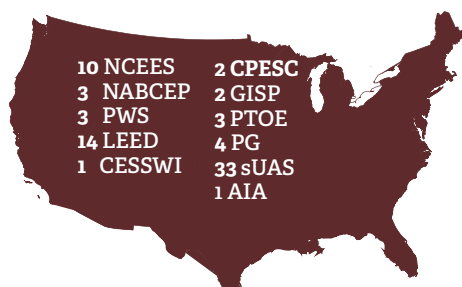 10 NCEES
3 NABCEP
3 PWS
14 LEED
1 CESSWI
2 CPESC
2 GISP
3 PTOE
4 PG
33 sUAS
1 AIA